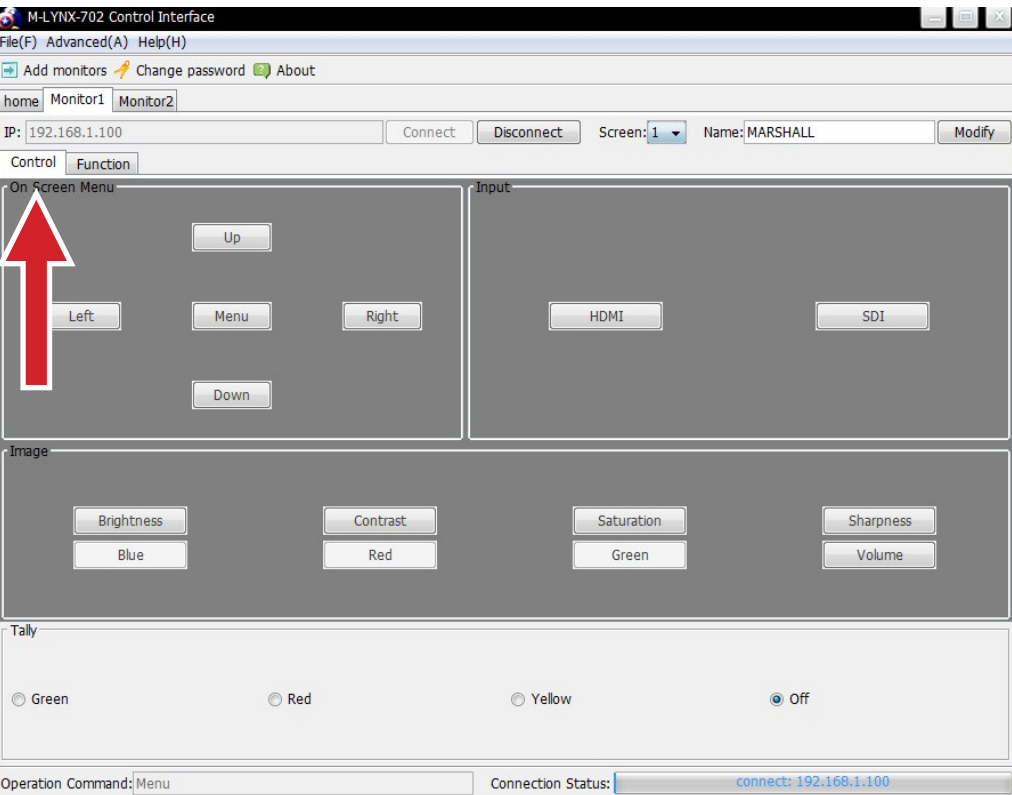 M-LYNX-702 Control Interface
File(F) Advanced(A) Help(H)
Add monitors Change password About
home Monitor1 Monitor2
IP: 192.168.1.100 Connect Disconnect Screen: 1 Name: MARSHALL Modify
Control Function
On Screen Menu Input
Up
Left Menu Right HDMI SDI
Down
Image
Brightness Contrast Saturation Sharpness
Blue Red Green Volume
Tally
Green Red Yellow Off
Operation Command: Menu Connection Status: connect: 192.168.1.100